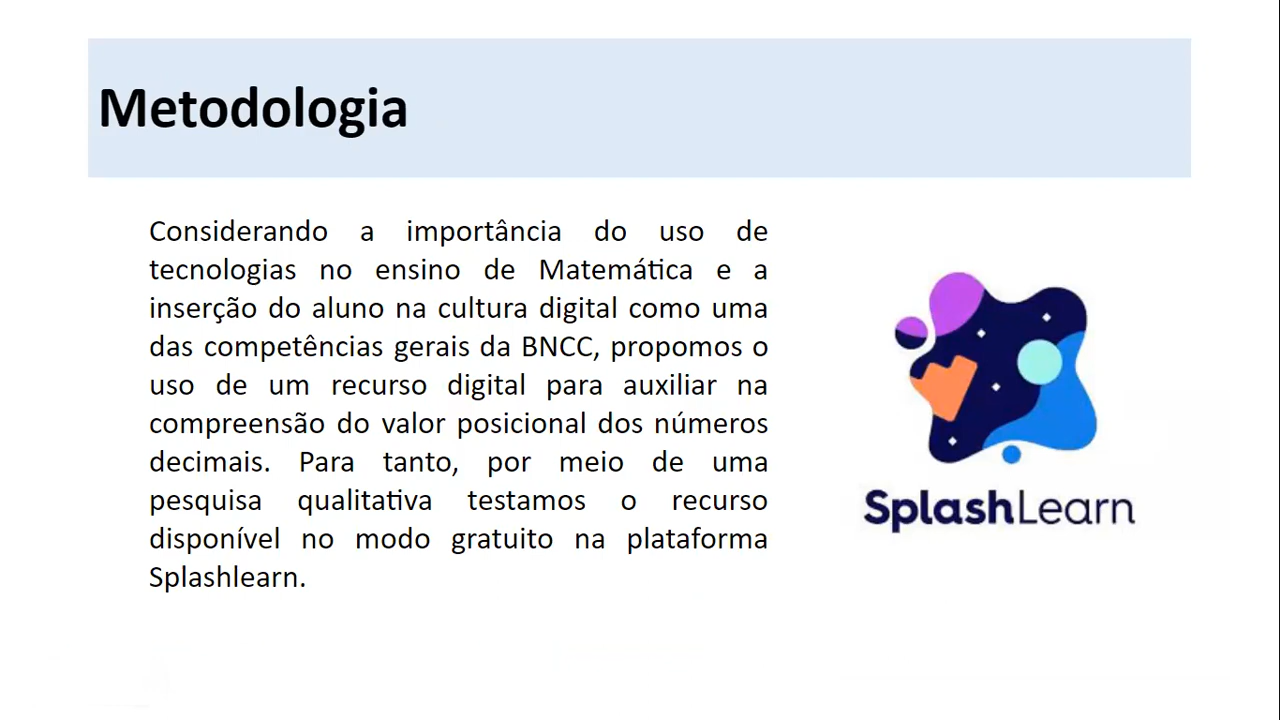 Metodologia
Considerando a importância do uso de
tecnologias no ensino de Matemática e a
inserção do aluno na cultura digital como uma
das competências gerais da BNCC, propomos o
uso de um recurso digital para auxiliar na
compreensão do valor posicional dos números
decimais. Para tanto, por meio de uma
pesquisa qualitativa testamos o recurso
disponível no modo gratuito na plataforma
Splashlearn.
SplashLearn